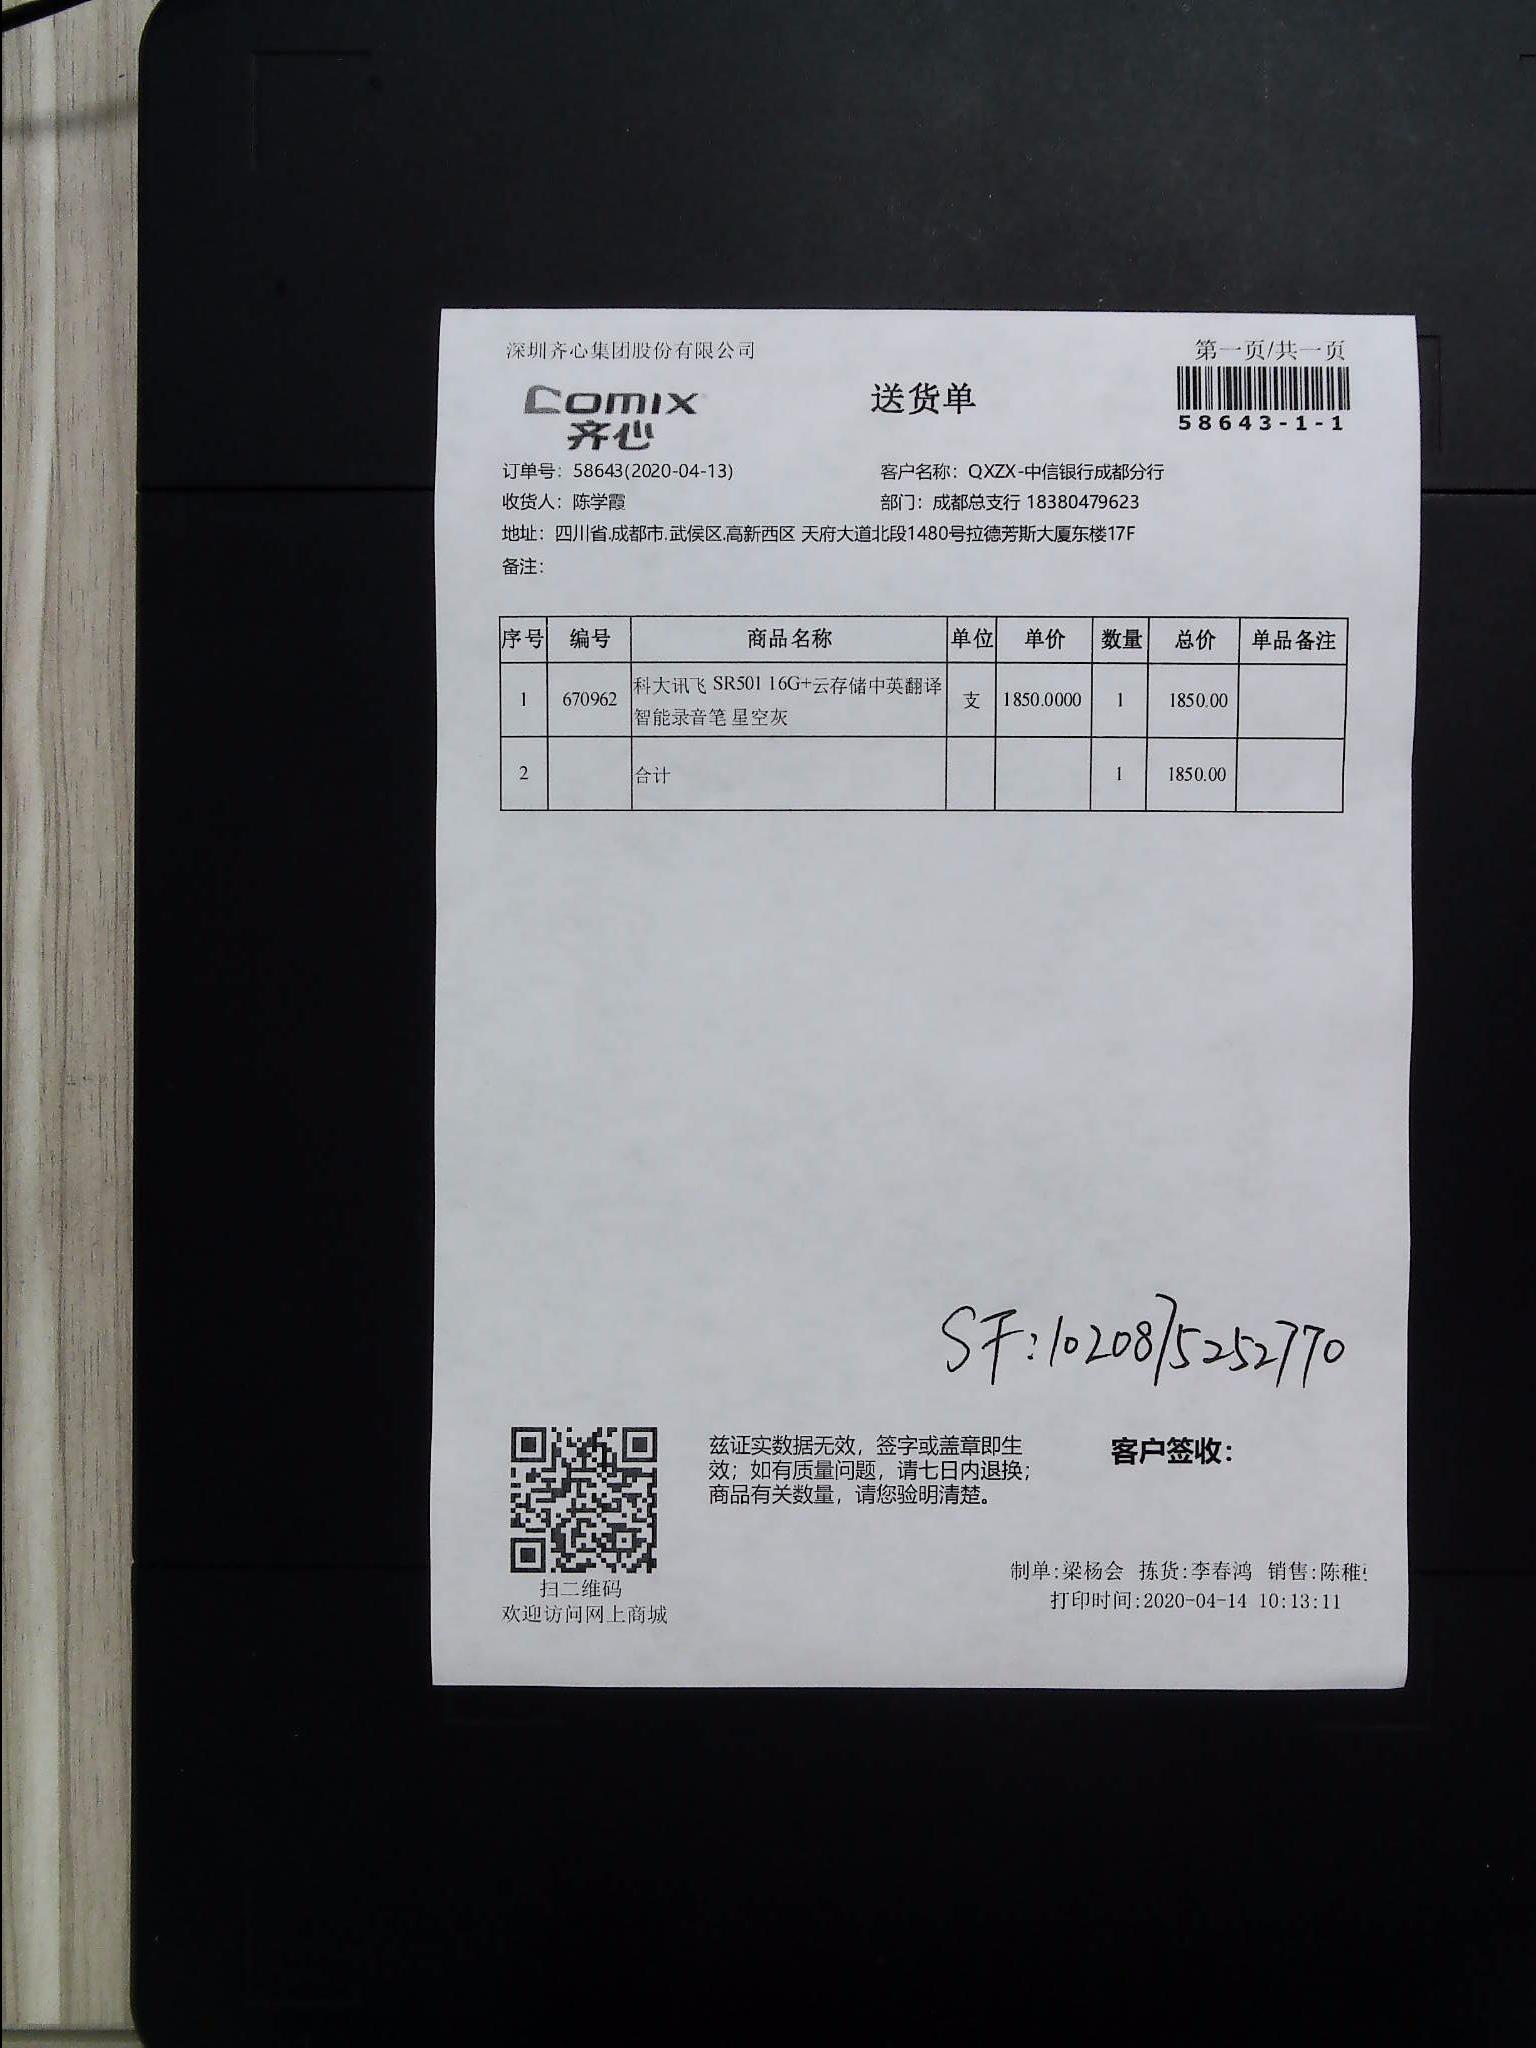 深圳齐心集团股份有限公司
第一页/共一页
Comix
齐心
送货单
58643-1-1
订单号：58643(2020-04-13)
客户名称：QXZX-中信银行成都分行
收货人：陈学霞
部门：成都总支行 18380479623
地址：四川省.成都市.武侯区.高新西区 天府大道北段1480号拉德芳斯大厦东楼17F
备注：
序号 编号 商品名称 单位 单价 数量 总价 单品备注
1 670962 科大讯飞 SR501 16G+云存储中英翻译 支 1850.0000 1 1850.00
智能录音笔 星空灰
2 合计 1 1850.00
SF:1020875252770
兹证实数据无效，签字或盖章即生
效；如有质量问题，请七日内退换；
商品有关数量，请您验明清楚。
客户签收：
扫二维码
欢迎访问网上商城
制单:梁杨会 拣货:李春鸿 销售:陈稚
打印时间:2020-04-14 10:13:11